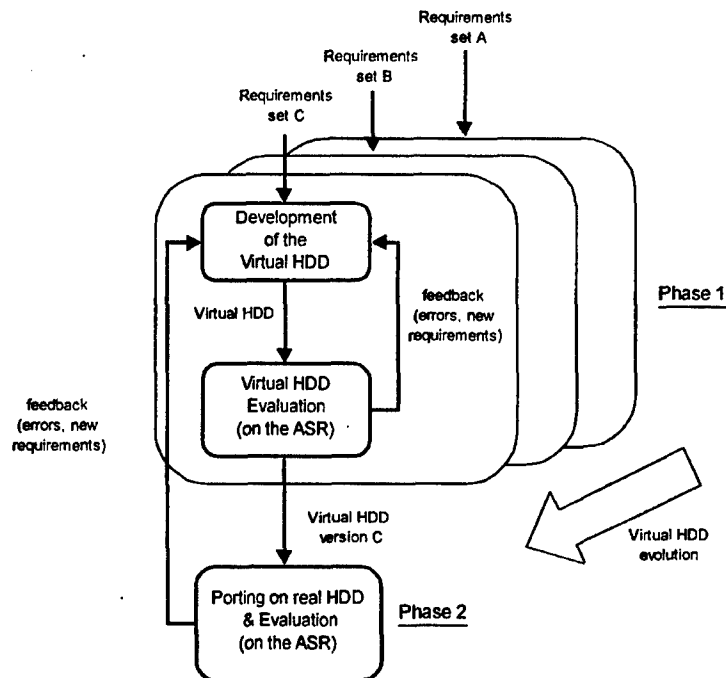 Requirements
set A
Requirements
set B
Requirements
set C
Development
of the
Virtual HDD
Virtual HDD
feedback
(errors, new
requirements)
Phase 1
Virtual HDD
Evaluation
(on the ASR)
feedback
(errors, new
requirements)
Virtual HDD
version C
Virtual HDD
evolution
Porting on real HDD
& Evaluation
(on the ASR)
Phase 2